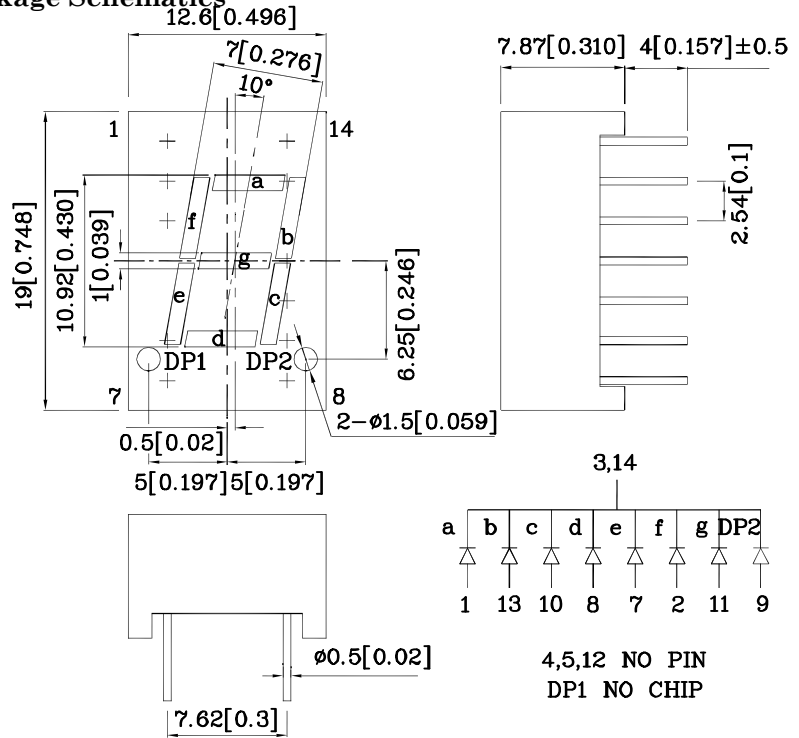 kage Schematics
12.6[0.496]
7[0.276]
10°
1
14
19[0.748]
10.92[0.430]
1[0.039]
a
f
b
g
e
c
d
6.25[0.246]
DP1
DP2
7
8
2-ø1.5[0.059]
0.5[0.02]
5[0.197]
5[0.197]
7.87[0.310]
4[0.157]±0.5
2.54[0.1]
3,14
a b c d e f g DP2
1 13 10 8 7 2 11 9
4,5,12 NO PIN
DP1 NO CHIP
ø0.5[0.02]
7.62[0.3]